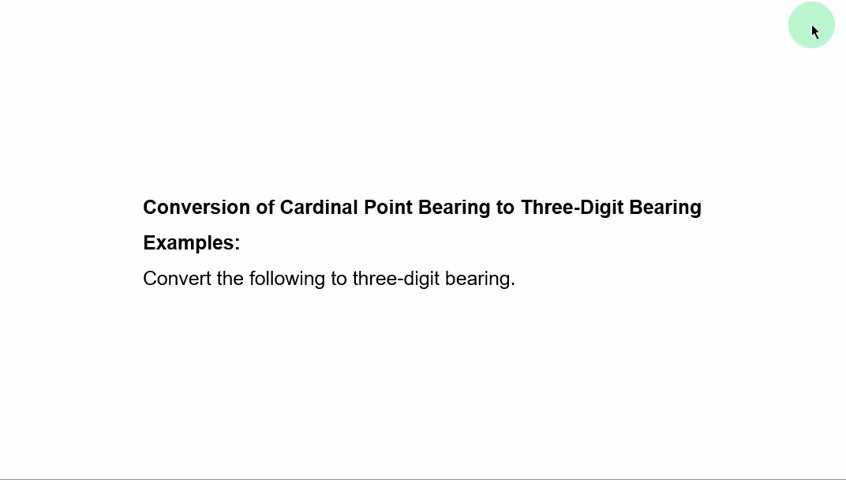 Conversion of Cardinal Point Bearing to Three-Digit Bearing
Examples:
Convert the following to three-digit bearing.